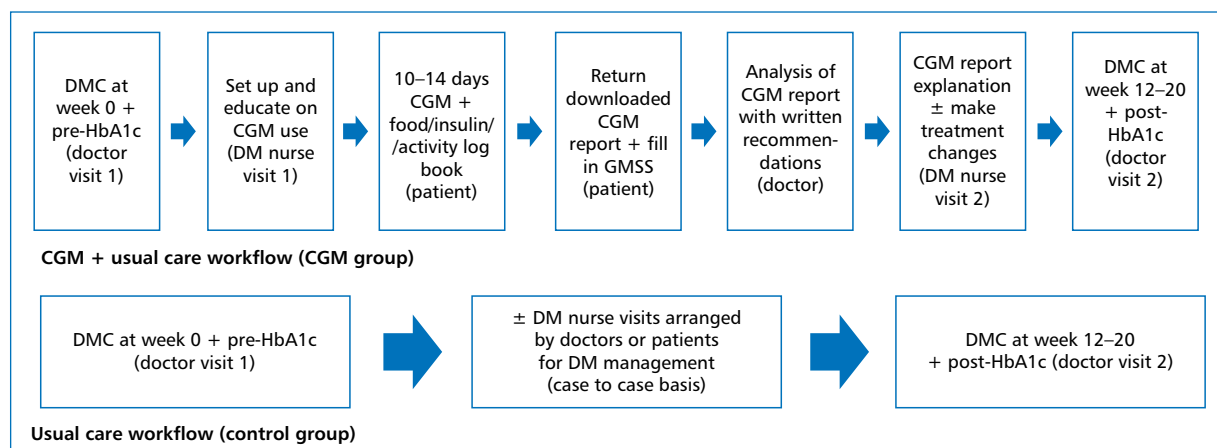 DMC at
week 0 +
pre-HbA1c
(doctor
visit 1)
Set up and
educate on
CGM use
(DM nurse
visit 1)
10–14 days
CGM +
food/insulin/
/activity log
book
(patient)
Return
downloaded
CGM
report + fill
in GMSS
(patient)
Analysis of
CGM report
with written
recommen-
dations
(doctor)
CGM report
explanation
± make
treatment
changes
(DM nurse
visit 2)
DMC at
week 12–20
+ post-
HbA1c
(doctor
visit 2)
CGM + usual care workflow (CGM group)
DMC at week 0 + pre-HbA1c
(doctor visit 1)
± DM nurse visits arranged
by doctors or patients
for DM management
(case to case basis)
DMC at week 12–20
+ post-HbA1c (doctor visit 2)
Usual care workflow (control group)